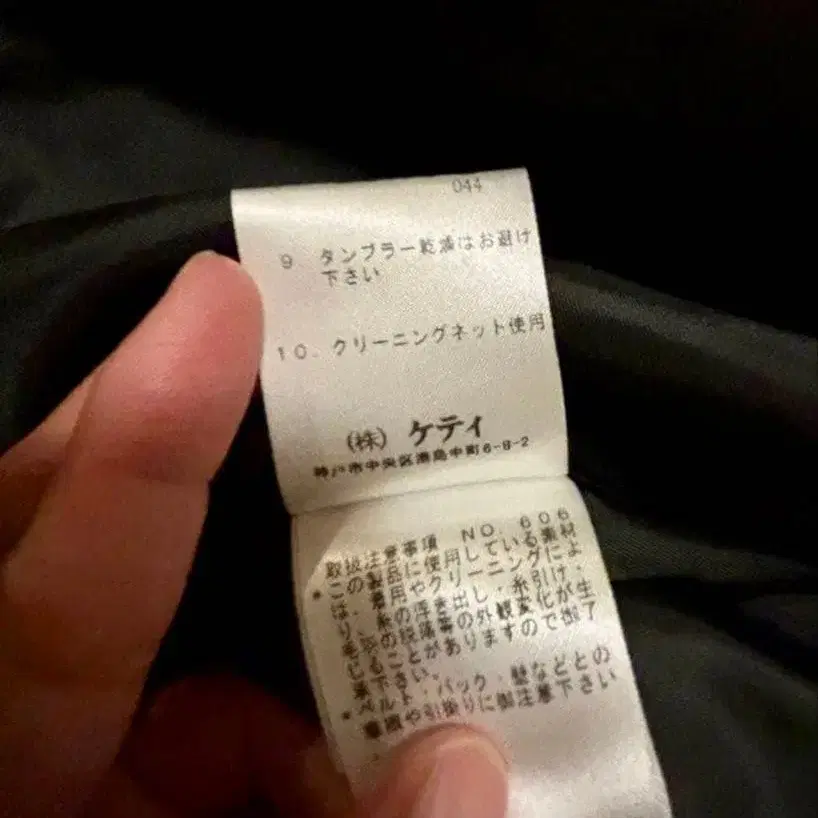 044
9 タンブラー乾燥はお避け
下さい
10. クリーニングネット使用
(株) ケティ
神戸市中央区港島中町6-8-2
取扱注意事項 NO. 606
*この製品に使用している素材
は、着用やクリーニングによ
り、糸の浮き出し・糸引け・
毛羽の脱落等の外観変化が生
じることがありますので御了
承下さい。
*ベルト・バック・壁などとの
摩擦や引掛りに御注意下さい